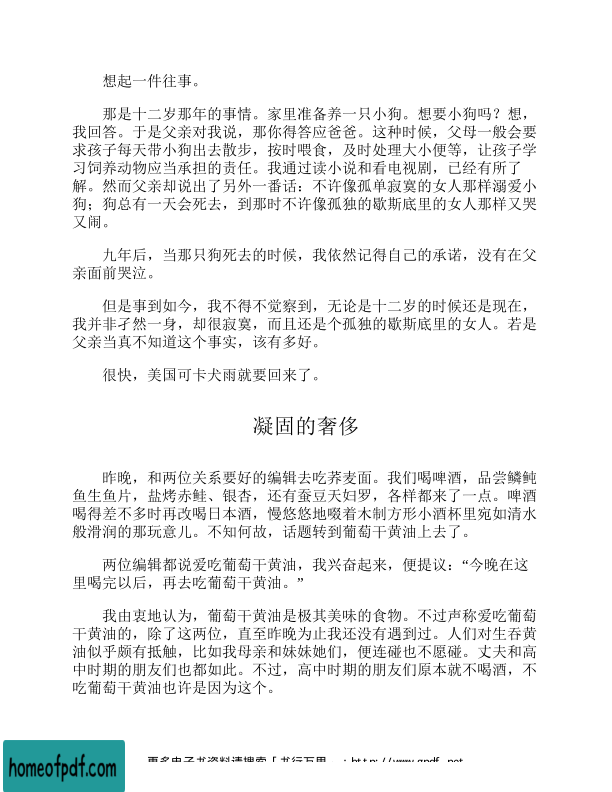 想起一件往事。
那是十二岁那年的事情。家里准备养一只小狗。想要小狗吗？想，
我回答。于是父亲对我说，那你得答应爸爸。这种时候，父母一般会要
求孩子每天带小狗出去散步，按时喂食，及时处理大小便等，让孩子学
习饲养动物应当承担的责任。我通过读小说和看电视剧，已经有所了
解。然而父亲却说出了另外一番话：不许像孤单寂寞的女人那样溺爱小
狗；狗总有一天会死去，到那时不许像孤独的歇斯底里的女人那样又哭
又闹。
九年后，当那只狗死去的时候，我依然记得自己的承诺，没有在父
亲面前哭泣。
但是事到如今，我不得不觉察到，无论是十二岁的时候还是现在，
我并非孑然一身，却很寂寞，而且还是个孤独的歇斯底里的女人。若是
父亲当真不知道这个事实，该有多好。
很快，美国可卡犬雨就要回来了。
凝固的奢侈
昨晚，和两位关系要好的编辑去吃荞麦面。我们喝啤酒，品尝鳞鲀
鱼生鱼片，盐烤赤鲑、银杏，还有蚕豆天妇罗，各样都来了一点。啤酒
喝得差不多时再改喝日本酒，慢悠悠地啜着木制方形小酒杯里宛如清水
般滑润的那玩意儿。不知何故，话题转到葡萄干黄油上去了。
两位编辑都说爱吃葡萄干黄油，我兴奋起来，便提议：“今晚在这
里喝完以后，再去吃葡萄干黄油。”
我由衷地认为，葡萄干黄油是极其美味的食物。不过声称爱吃葡萄
干黄油的，除了这两位，直至昨晚为止我还没有遇到过。人们对生吞黄
油似乎颇有抵触，比如我母亲和妹妹她们，便连碰也不愿碰。丈夫和高
中时期的朋友们也都如此。不过，高中时期的朋友们原本就不喝酒，不
吃葡萄干黄油也许是因为这个。
更多电子书资料请搜索「书行万里
homeofpdf.com